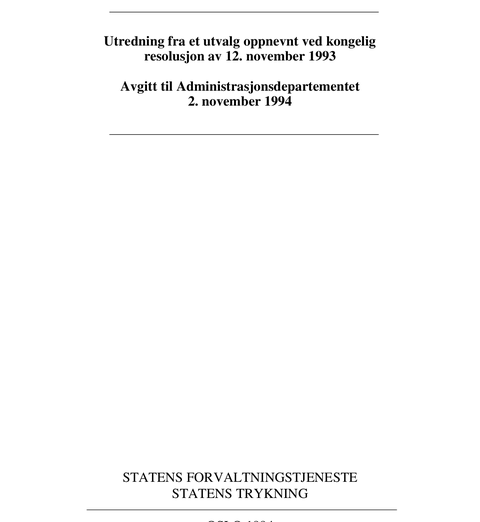 Utredning fra et utvalg oppnevnt ved kongelig
resolusjon av 12. november 1993
Avgitt til Administrasjonsdepartementet
2. november 1994
STATENS FORVALTNINGSTJENESTE
STATENS TRYKNING